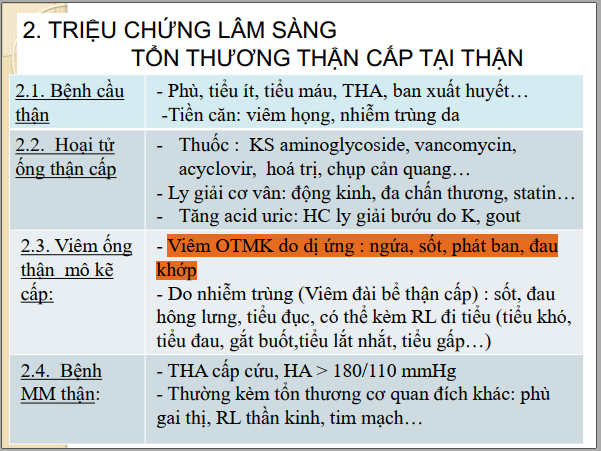 2. TRIỆU CHỨNG LÂM SÀNG
TỔN THƯƠNG THẬN CẤP TẠI THẬN
2.1. Bệnh cầu
thận
- Phù, tiểu ít, tiểu máu, THA, ban xuất huyết…
-Tiền căn: viêm họng, nhiễm trùng da
2.2. Hoại tử
ống thận cấp
- Thuốc : KS aminoglycoside, vancomycin,
acyclovir, hoá trị, chụp cản quang…
- Ly giải cơ vân: động kinh, đa chấn thương, statin…
- Tăng acid uric: HC ly giải bướu do K, gout
2.3. Viêm ống
thận mô kẽ
cấp:
- Viêm OTMK do dị ứng : ngứa, sốt, phát ban, đau
khớp
- Do nhiễm trùng (Viêm đài bể thận cấp) : sốt, đau
hông lưng, tiểu đục, có thể kèm RL đi tiểu (tiểu khó,
tiểu đau, gắt buốt,tiểu lắt nhắt, tiểu gấp…)
2.4. Bệnh
MM thận:
- THA cấp cứu, HA > 180/110 mmHg
- Thường kèm tổn thương cơ quan đích khác: phù
gai thị, RL thần kinh, tim mạch…